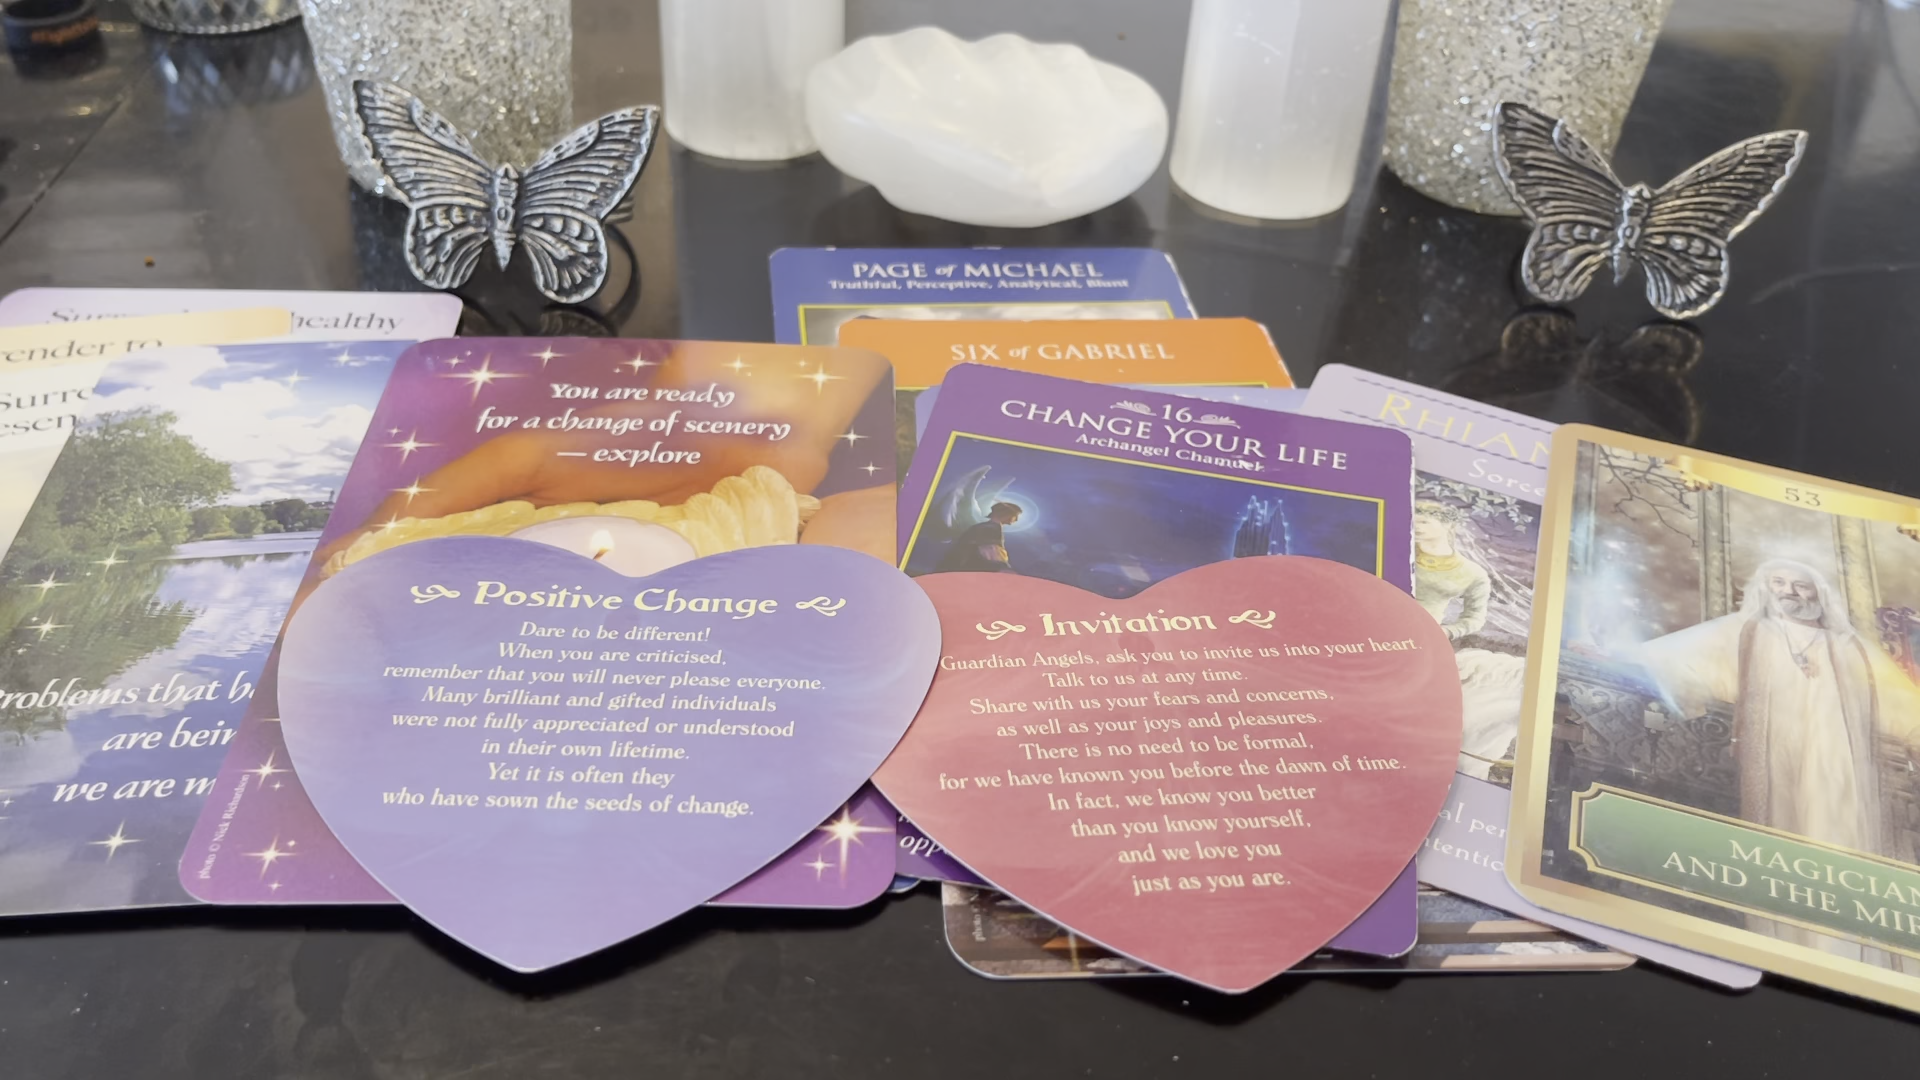 PAGE of MICHAEL
Truthful, Perceptive, Analytical, Blunt
SIX of GABRIEL
healthy
ender to
You are ready
for a change of scenery
— explore
16
CHANGE YOUR LIFE
Archangel Chamuel
53
MAGICIAN
AND THE
roblems that
are
we are
photo © Nick Richardson
Positive Change
Dare to be different!
When you are criticised,
remember that you will never please everyone.
Many brilliant and gifted individuals
were not fully appreciated or understood
in their own lifetime.
Yet it is often they
who have sown the seeds of change.
Invitation
Guardian Angels, ask you to invite us into your heart.
Talk to us at any time.
Share with us your fears and concerns,
as well as your joys and pleasures.
There is no need to be formal,
for we have known you before the dawn of time.
In fact, we know you better
than you know yourself,
and we love you
just as you are.